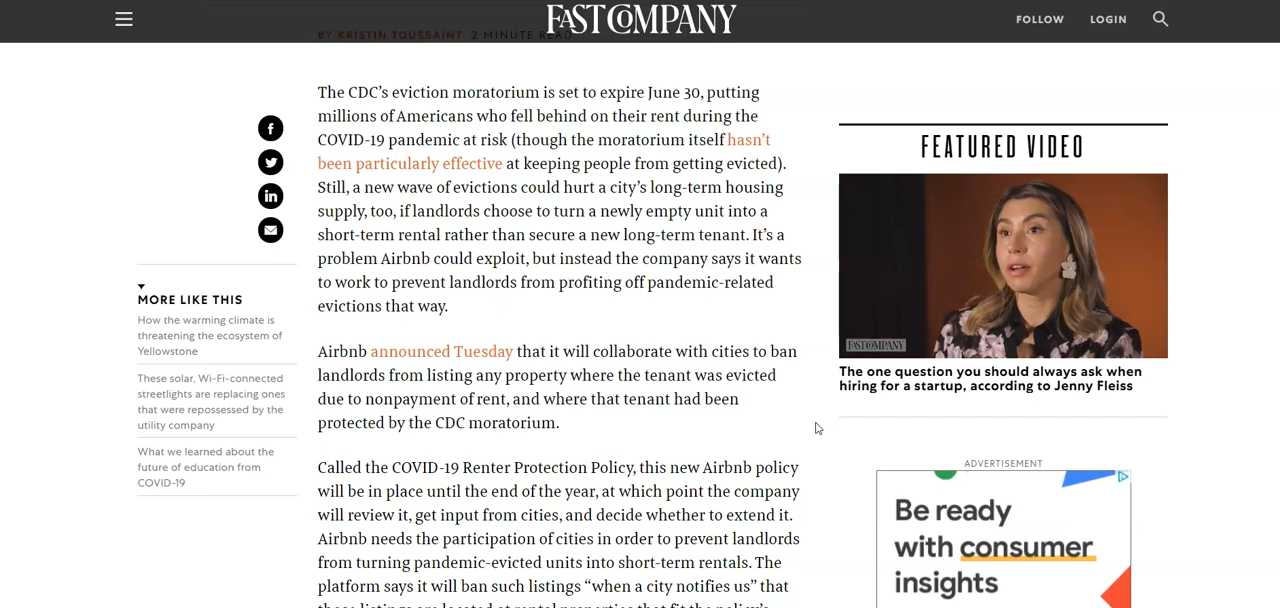 FAST COMPANY
FOLLOW
LOGIN
BY KRISTIN TOUSSAINT 2 MINUTE READ
The CDC’s eviction moratorium is set to expire June 30, putting
millions of Americans who fell behind on their rent during the
COVID-19 pandemic at risk (though the moratorium itself hasn’t
been particularly effective at keeping people from getting evicted).
Still, a new wave of evictions could hurt a city’s long-term housing
supply, too, if landlords choose to turn a newly empty unit into a
short-term rental rather than secure a new long-term tenant. It’s a
problem Airbnb could exploit, but instead the company says it wants
to work to prevent landlords from profiting off pandemic-related
evictions that way.
Airbnb announced Tuesday that it will collaborate with cities to ban
landlords from listing any property where the tenant was evicted
due to nonpayment of rent, and where that tenant had been
protected by the CDC moratorium.
Called the COVID-19 Renter Protection Policy, this new Airbnb policy
will be in place until the end of the year, at which point the company
will review it, get input from cities, and decide whether to extend it.
Airbnb needs the participation of cities in order to prevent landlords
from turning pandemic-evicted units into short-term rentals. The
platform says it will ban such listings “when a city notifies us” that
these listings are located at rental properties that fit the policy’s
MORE LIKE THIS
How the warming climate is
threatening the ecosystem of
Yellowstone
These solar, Wi-Fi-connected
streetlights are replacing ones
that were repossessed by the
utility company
What we learned about the
future of education from
COVID-19
FEATURED VIDEO
FAST COMPANY
The one question you should always ask when
hiring for a startup, according to Jenny Fleiss
ADVERTISEMENT
Be ready
with consumer
insights